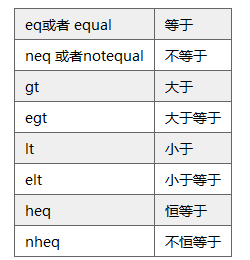 eq或者 equal 等于
neq 或者notequal 不等于
gt 大于
egt 大于等于
lt 小于
elt 小于等于
heq 恒等于
nheq 不恒等于